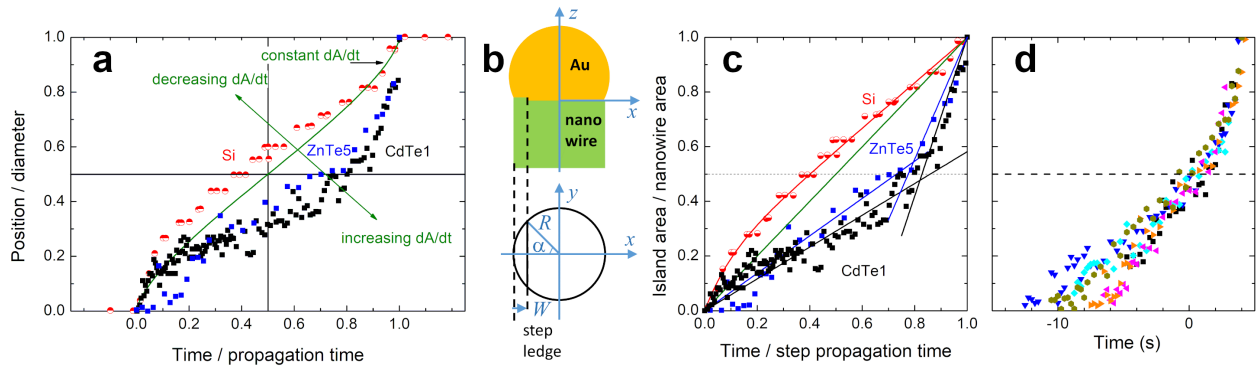 a
Position / diameter
1.0
0.8
0.6
0.4
0.2
0.0
constant dA/dt
decreasing dA/dt
Si
ZnTe5
CdTe1
increasing dA/dt
0.0
0.2
0.4
0.6
0.8
1.0
Time / propagation time
b
z
Au
x
nano
wire
y
R
α
x
W
step
ledge
c
Island area / nanowire area
1.0
0.8
0.6
0.4
0.2
0.0
Si
ZnTe5
CdTe1
0.0
0.2
0.4
0.6
0.8
1.0
Time / step propagation time
d
-10
-5
0
Time (s)